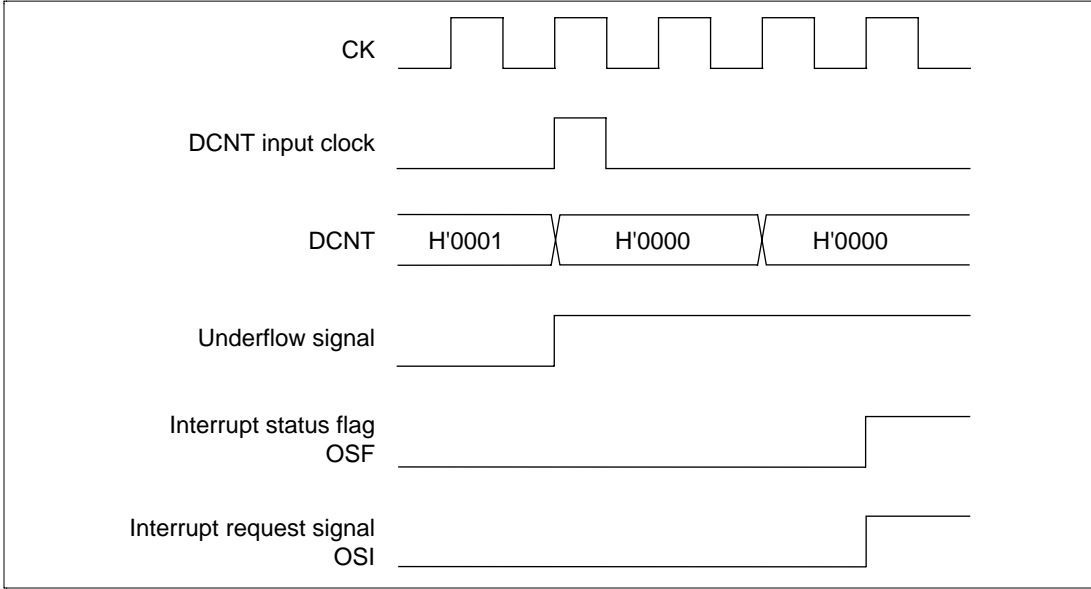 CK
DCNT input clock
DCNT H'0001 H'0000 H'0000
Underflow signal
Interrupt status flag
OSF
Interrupt request signal
OSI